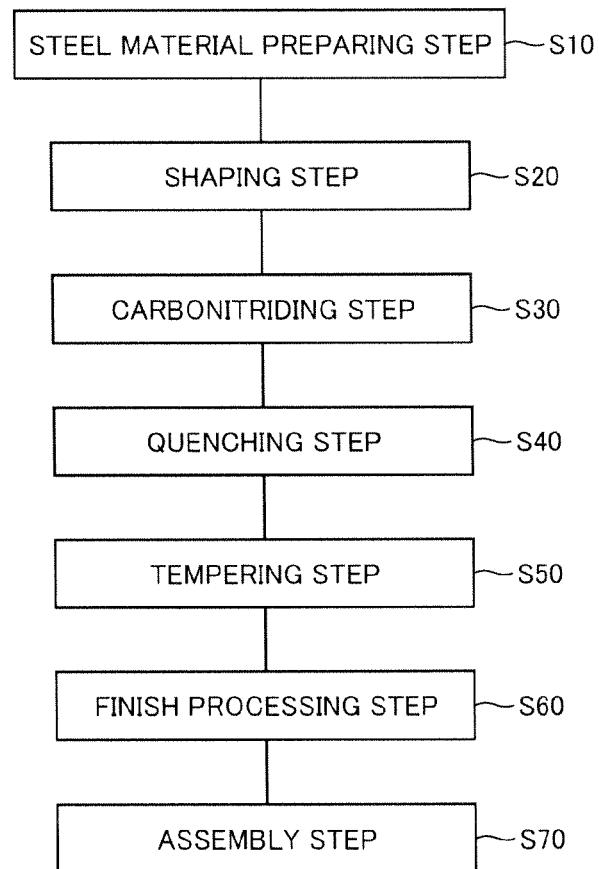 STEEL MATERIAL PREPARING STEP S10
SHAPING STEP S20
CARBONITRIDING STEP S30
QUENCHING STEP S40
TEMPERING STEP S50
FINISH PROCESSING STEP S60
ASSEMBLY STEP S70